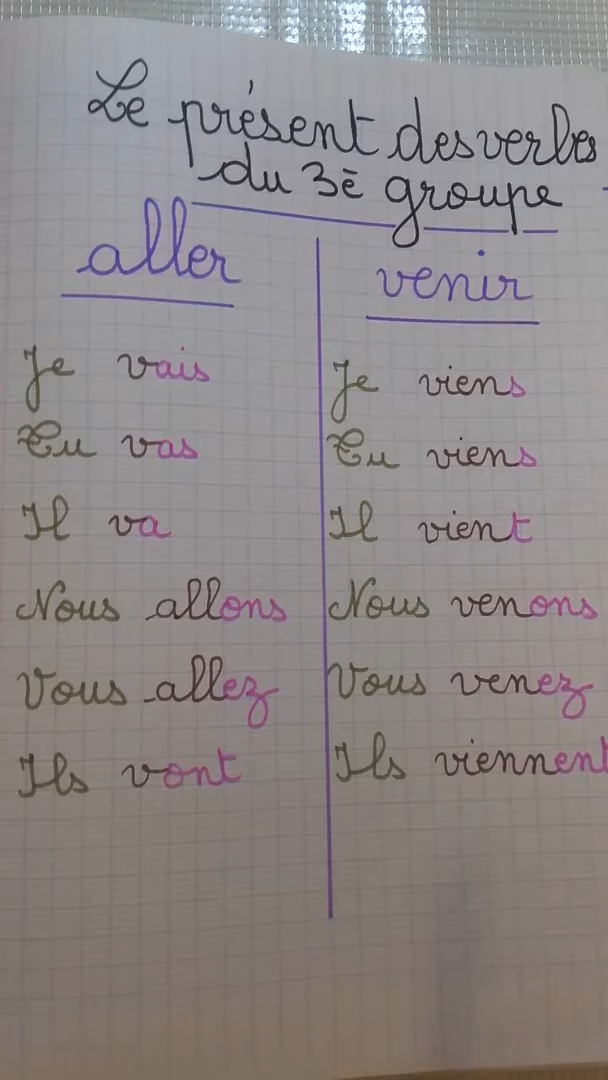 Le présent des verbes
du 3è groupe
aller
Je vais
Tu vas
Il va
Nous allons
Vous allez
Ils vont
venir
Je viens
Tu viens
Il vient
Nous venons
Vous venez
Ils viennent